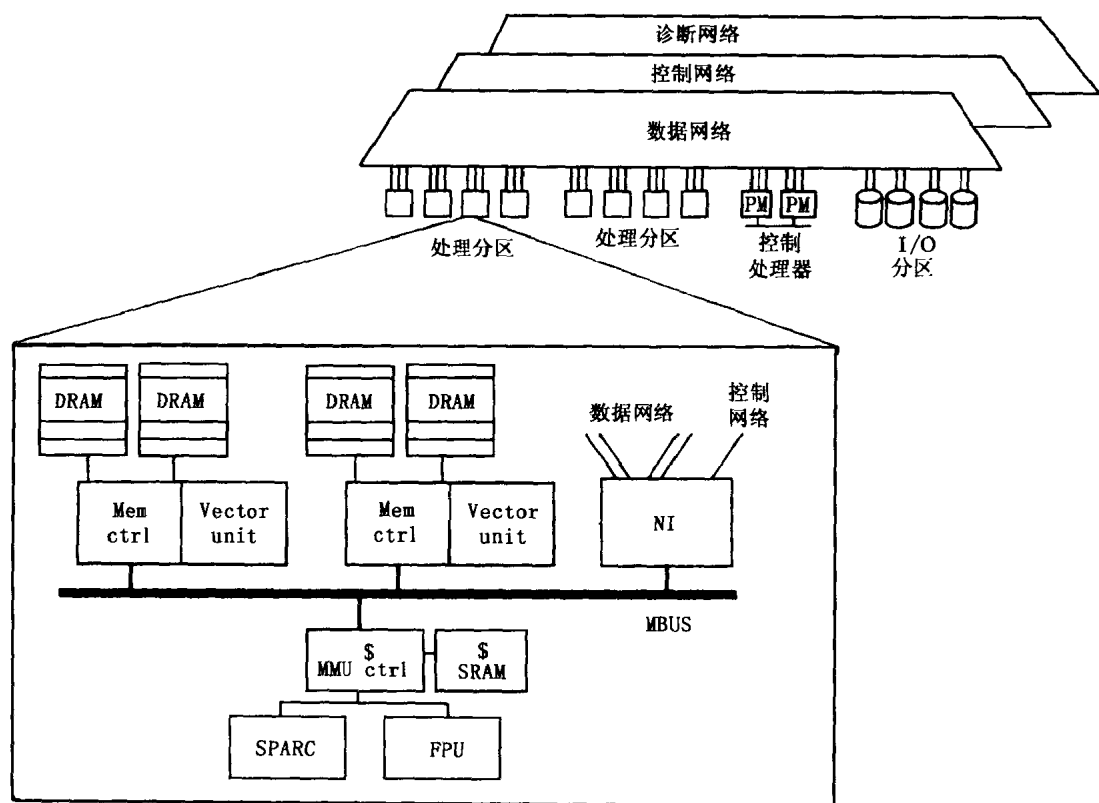 诊断网络
控制网络
数据网络
PM PM
处理分区 处理分区 控制 I/O
处理器 分区
DRAM DRAM DRAM DRAM
数据网络 控制
网络
Mem Vector Mem Vector NI
ctrl unit ctrl unit
MBUS
$ $
MMU ctrl SRAM
SPARC FPU